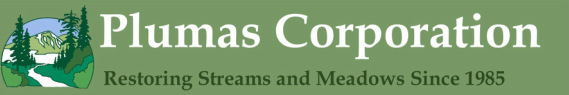 Plumas Corporation
Restoring Streams and Meadows Since 1985